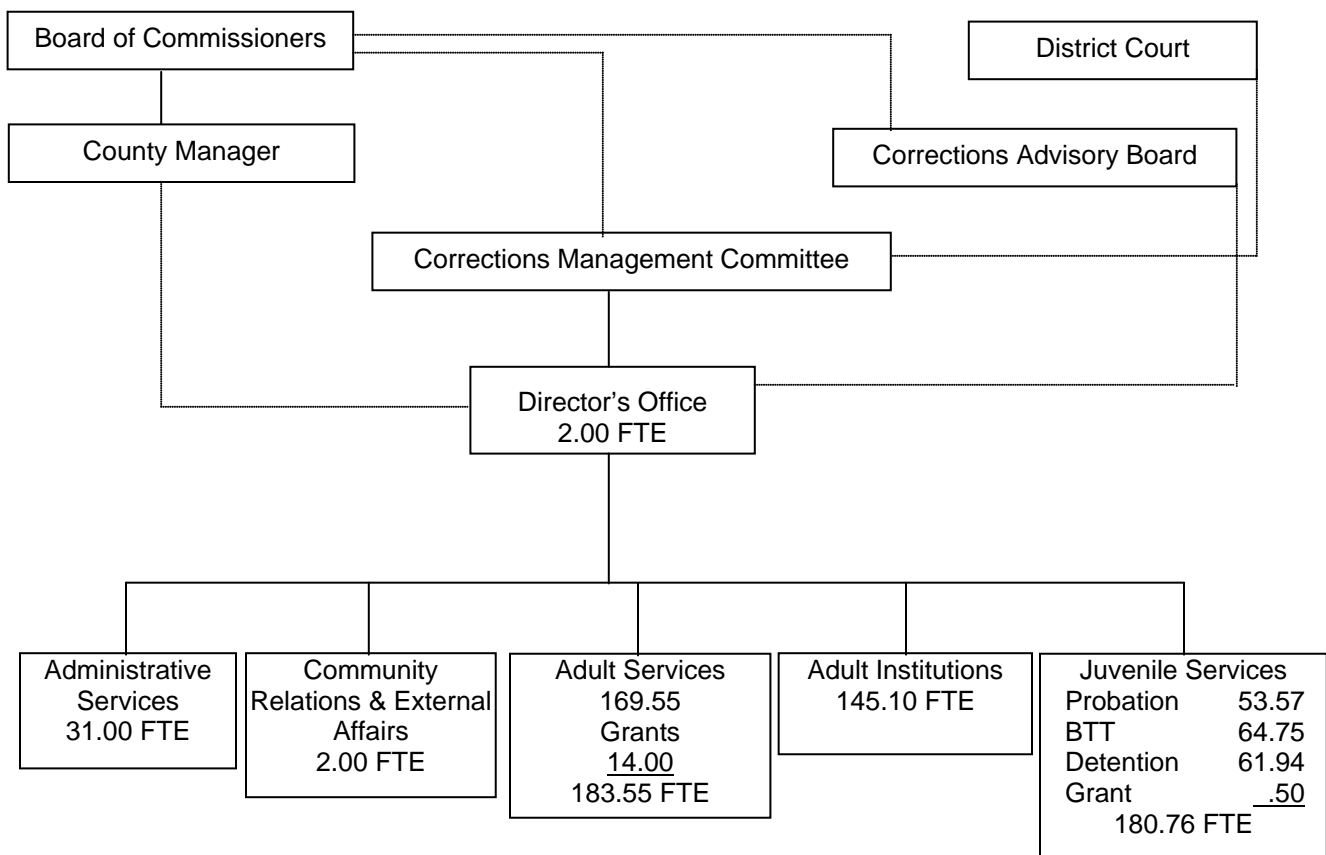 Board of Commissioners
District Court
County Manager
Corrections Advisory Board
Corrections Management Committee
Director’s Office
2.00 FTE
Administrative
Services
31.00 FTE
Community
Relations & External
Affairs
2.00 FTE
Adult Services
169.55
Grants
14.00
183.55 FTE
Adult Institutions
145.10 FTE
Juvenile Services
Probation 53.57
BTT 64.75
Detention 61.94
Grant .50
180.76 FTE